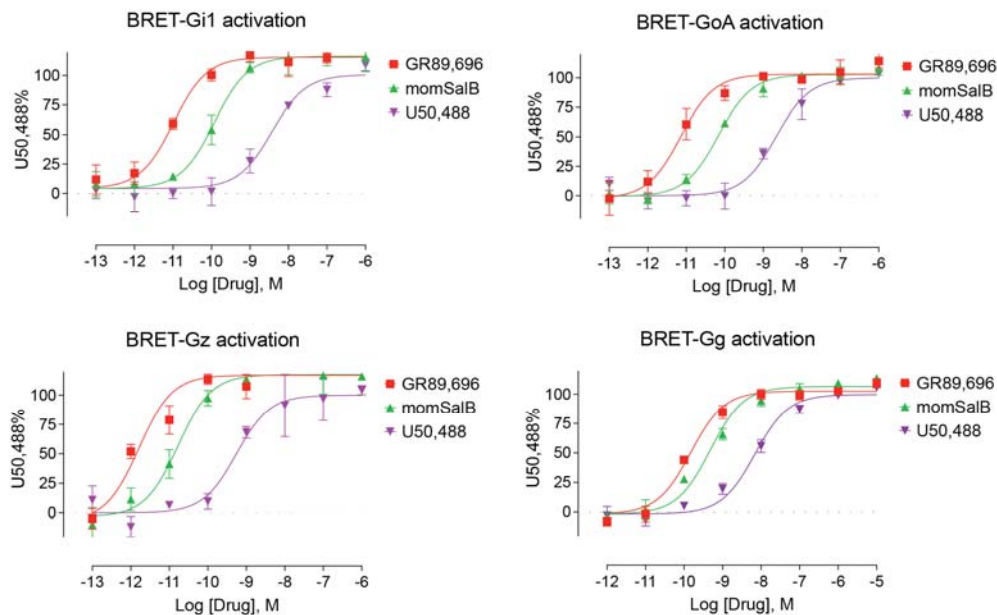 BRET-Gi1 activation
U50,488%
100
75
50
25
0
-13 -12 -11 -10 -9 -8 -7 -6
Log [Drug], M
GR89,696
momSalB
U50,488
BRET-GoA activation
U50,488%
100
75
50
25
0
-13 -12 -11 -10 -9 -8 -7 -6
Log [Drug], M
GR89,696
momSalB
U50,488
BRET-Gz activation
U50,488%
100
75
50
25
0
-13 -12 -11 -10 -9 -8 -7 -6
Log [Drug], M
GR89,696
momSalB
U50,488
BRET-Gg activation
U50,488%
100
75
50
25
0
-12 -11 -10 -9 -8 -7 -6 -5
Log [Drug], M
GR89,696
momSalB
U50,488